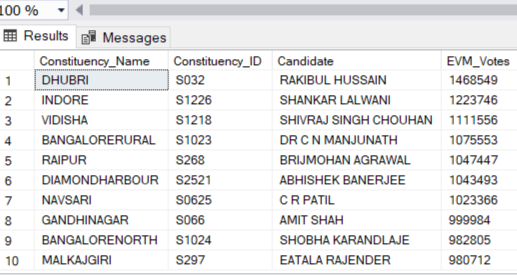 100 %
Results Messages
Constituency_Name Constituency_ID Candidate EVM_Votes
1 DHUBRI S032 RAKIBUL HUSSAIN 1468549
2 INDORE S1226 SHANKAR LALWANI 1223746
3 VIDISHA S1218 SHIVRAJ SINGH CHOUHAN 1111556
4 BANGALORERURAL S1023 DR C N MANJUNATH 1075553
5 RAIPUR S268 BRIJMOHAN AGRAWAL 1047447
6 DIAMONDHARBOUR S2521 ABHISHEK BANERJEE 1043493
7 NAVSARI S0625 C R PATIL 1023366
8 GANDHINAGAR S066 AMIT SHAH 999984
9 BANGALORENORTH S1024 SHOBHA KARANDLAJE 982805
10 MALKAJGIRI S297 EATALA RAJENDER 980712